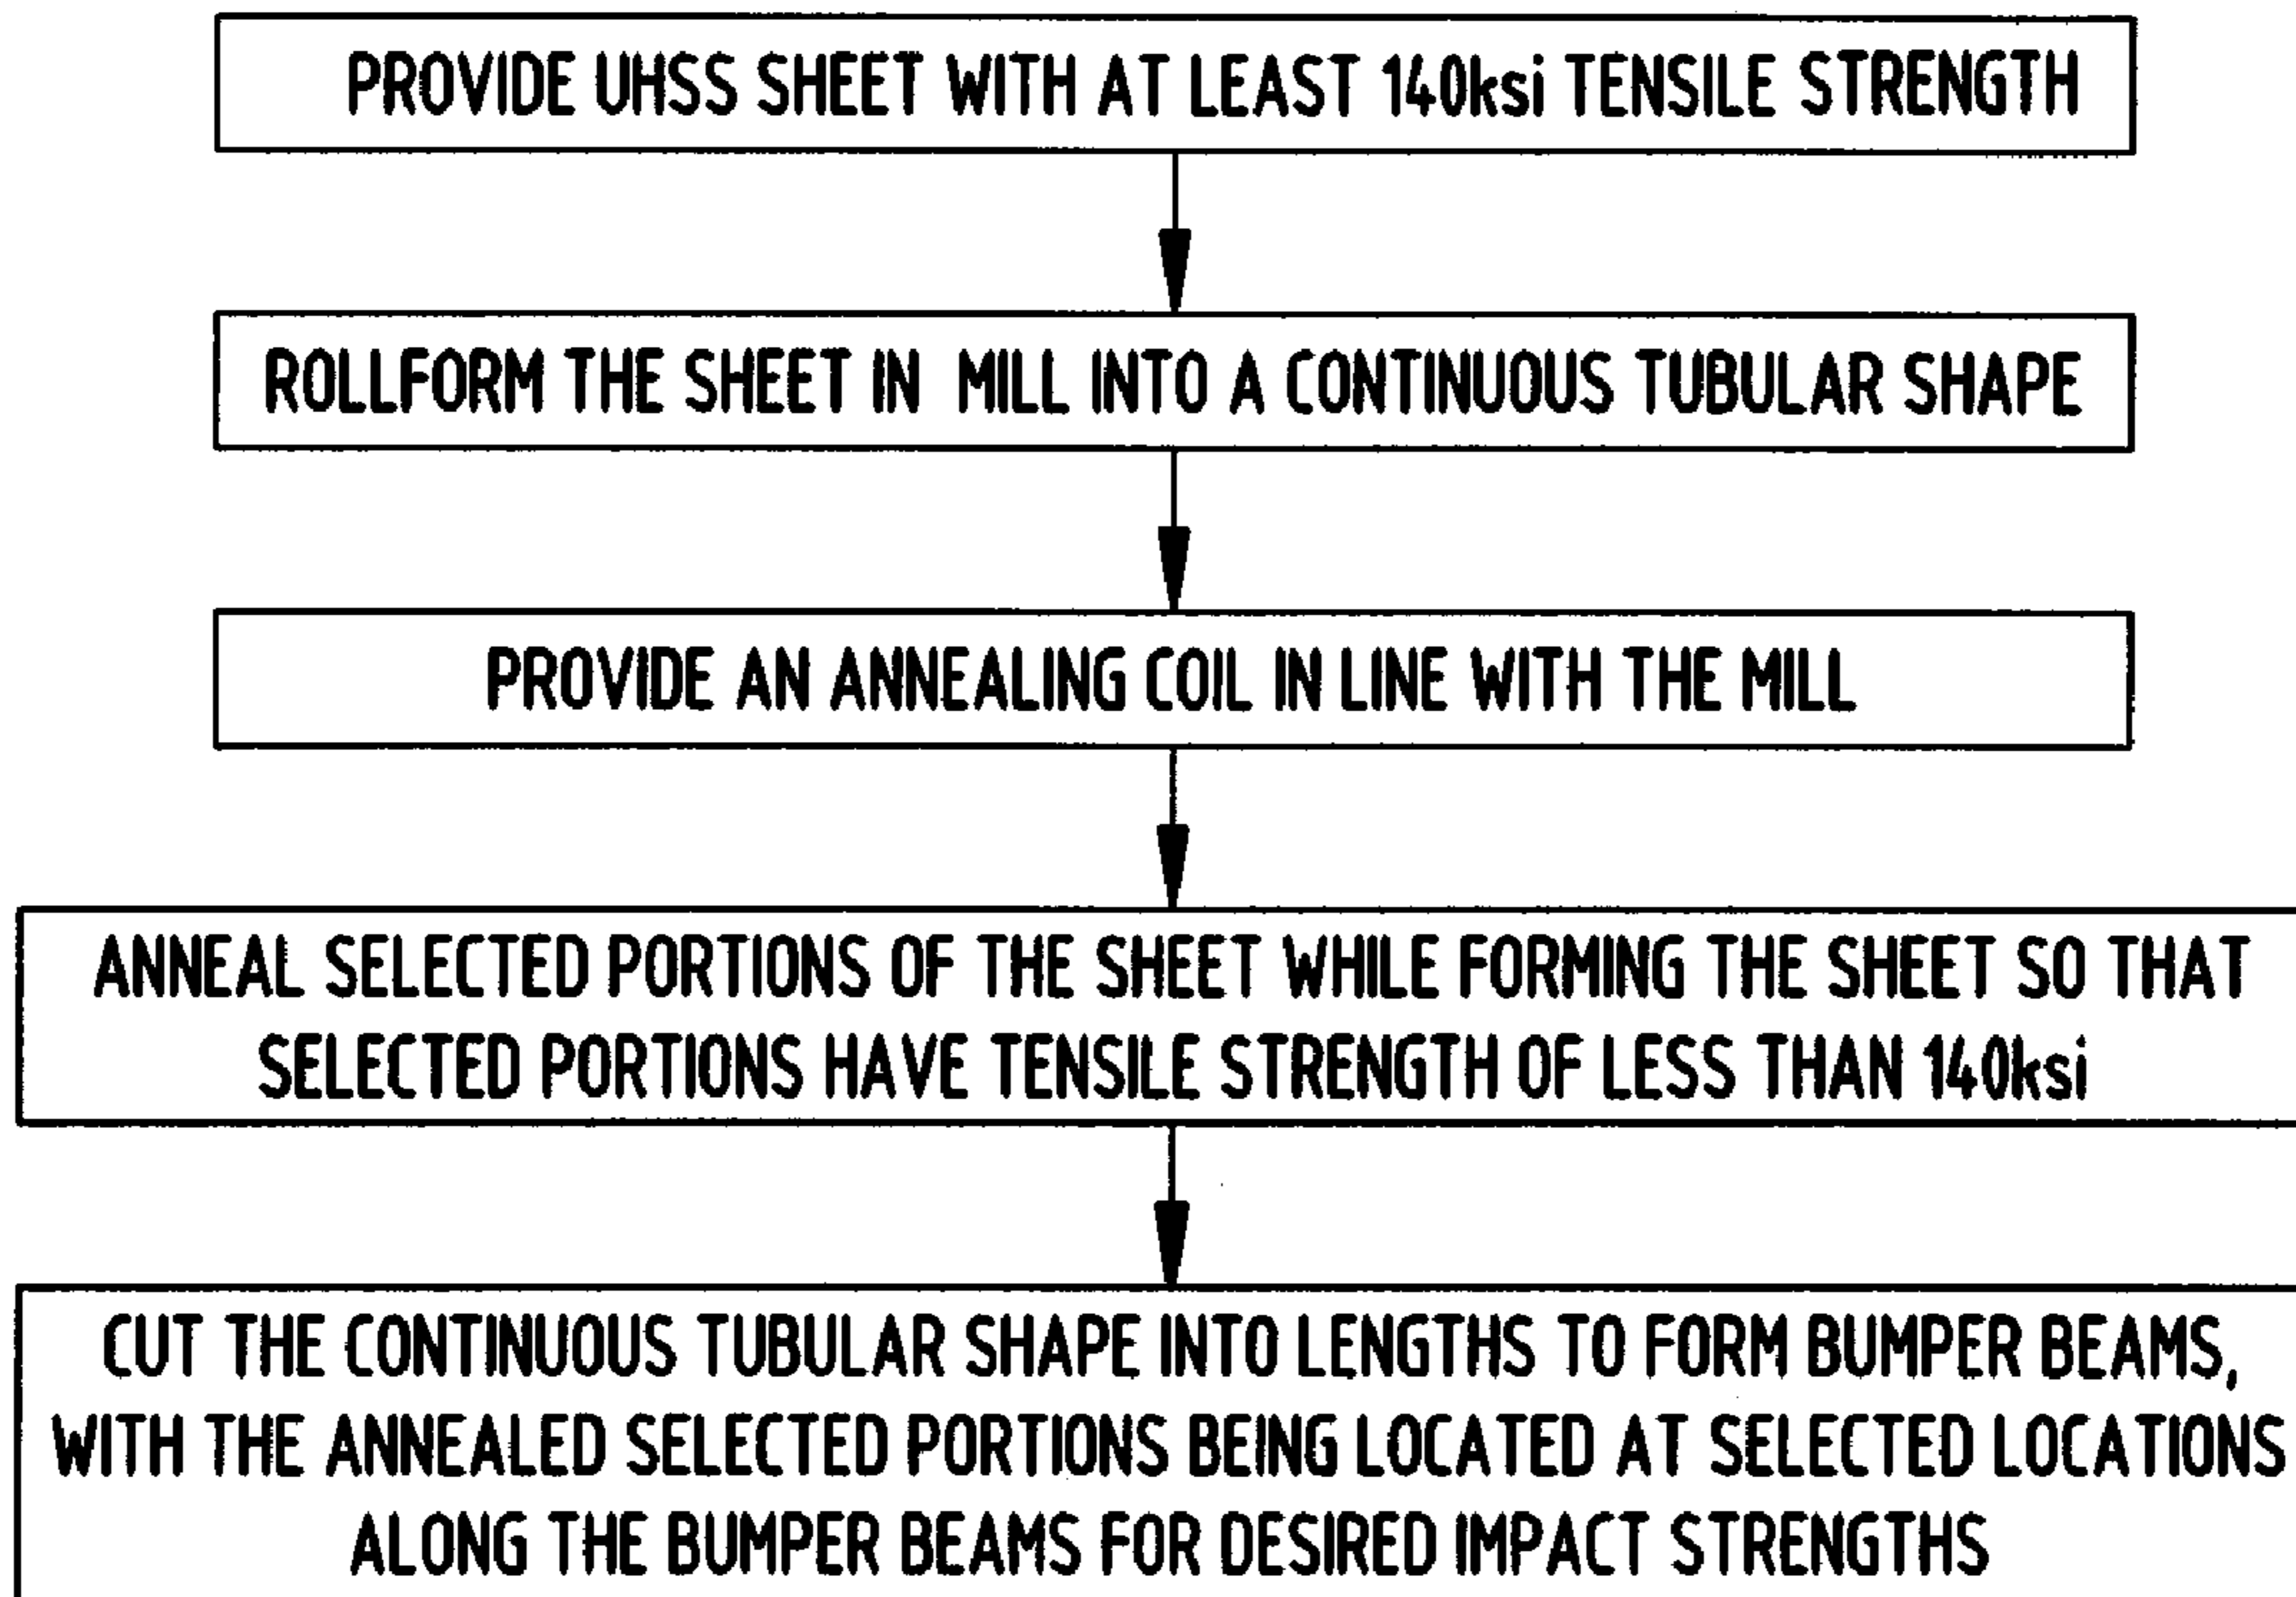 PROVIDE UHSS SHEET WITH AT LEAST 140ksi TENSILE STRENGTH
ROLLFORM THE SHEET IN MILL INTO A CONTINUOUS TUBULAR SHAPE
PROVIDE AN ANNEALING COIL IN LINE WITH THE MILL
ANNEAL SELECTED PORTIONS OF THE SHEET WHILE FORMING THE SHEET SO THAT
SELECTED PORTIONS HAVE TENSILE STRENGTH OF LESS THAN 140ksi
CUT THE CONTINUOUS TUBULAR SHAPE INTO LENGTHS TO FORM BUMPER BEAMS,
WITH THE ANNEALED SELECTED PORTIONS BEING LOCATED AT SELECTED LOCATIONS
ALONG THE BUMPER BEAMS FOR DESIRED IMPACT STRENGTHS